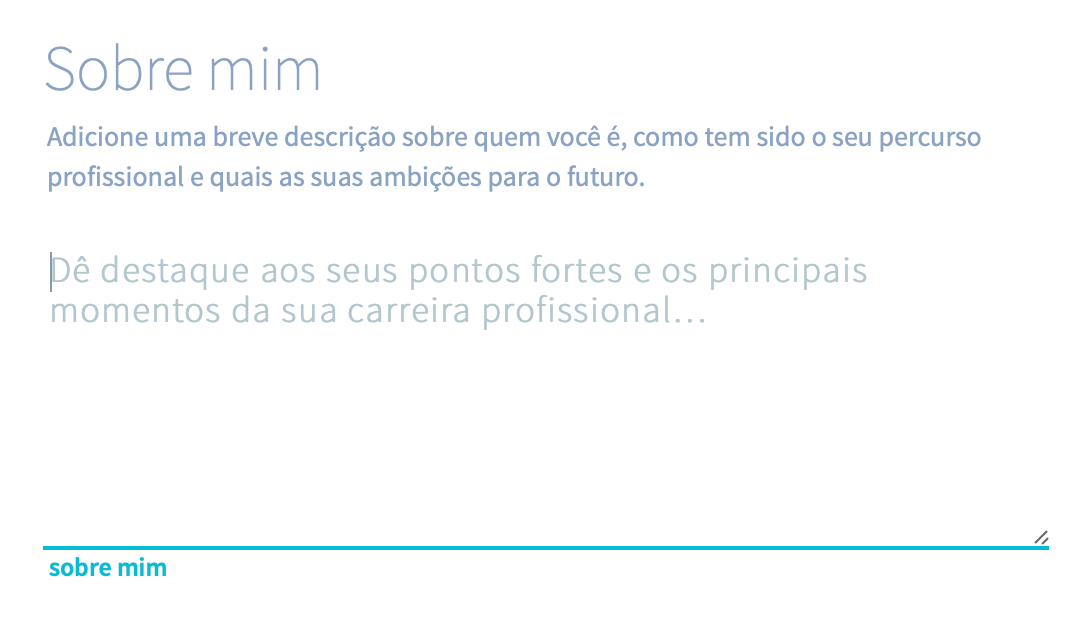 Sobre mim
Adicione uma breve descrição sobre quem você é, como tem sido o seu percurso
profissional e quais as suas ambições para o futuro.
Dê destaque aos seus pontos fortes e os principais
momentos da sua carreira profissional...
sobre mim